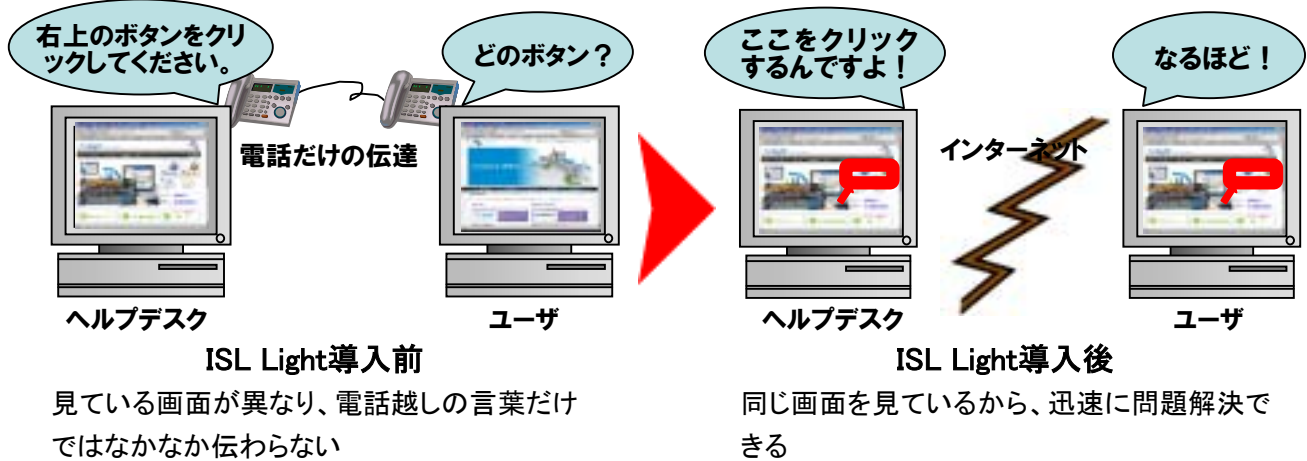 右上のボタンをクリ
ックしてください。
どのボタン？
電話だけの伝達
ヘルプデスク
ユーザ
ISL Light導入前
見ている画面が異なり、電話越しの言葉だけ
ではなかなか伝わらない
ここをクリック
するんですよ！
なるほど！
インターネット
ヘルプデスク
ユーザ
ISL Light導入後
同じ画面を見ているから、迅速に問題解決で
きる